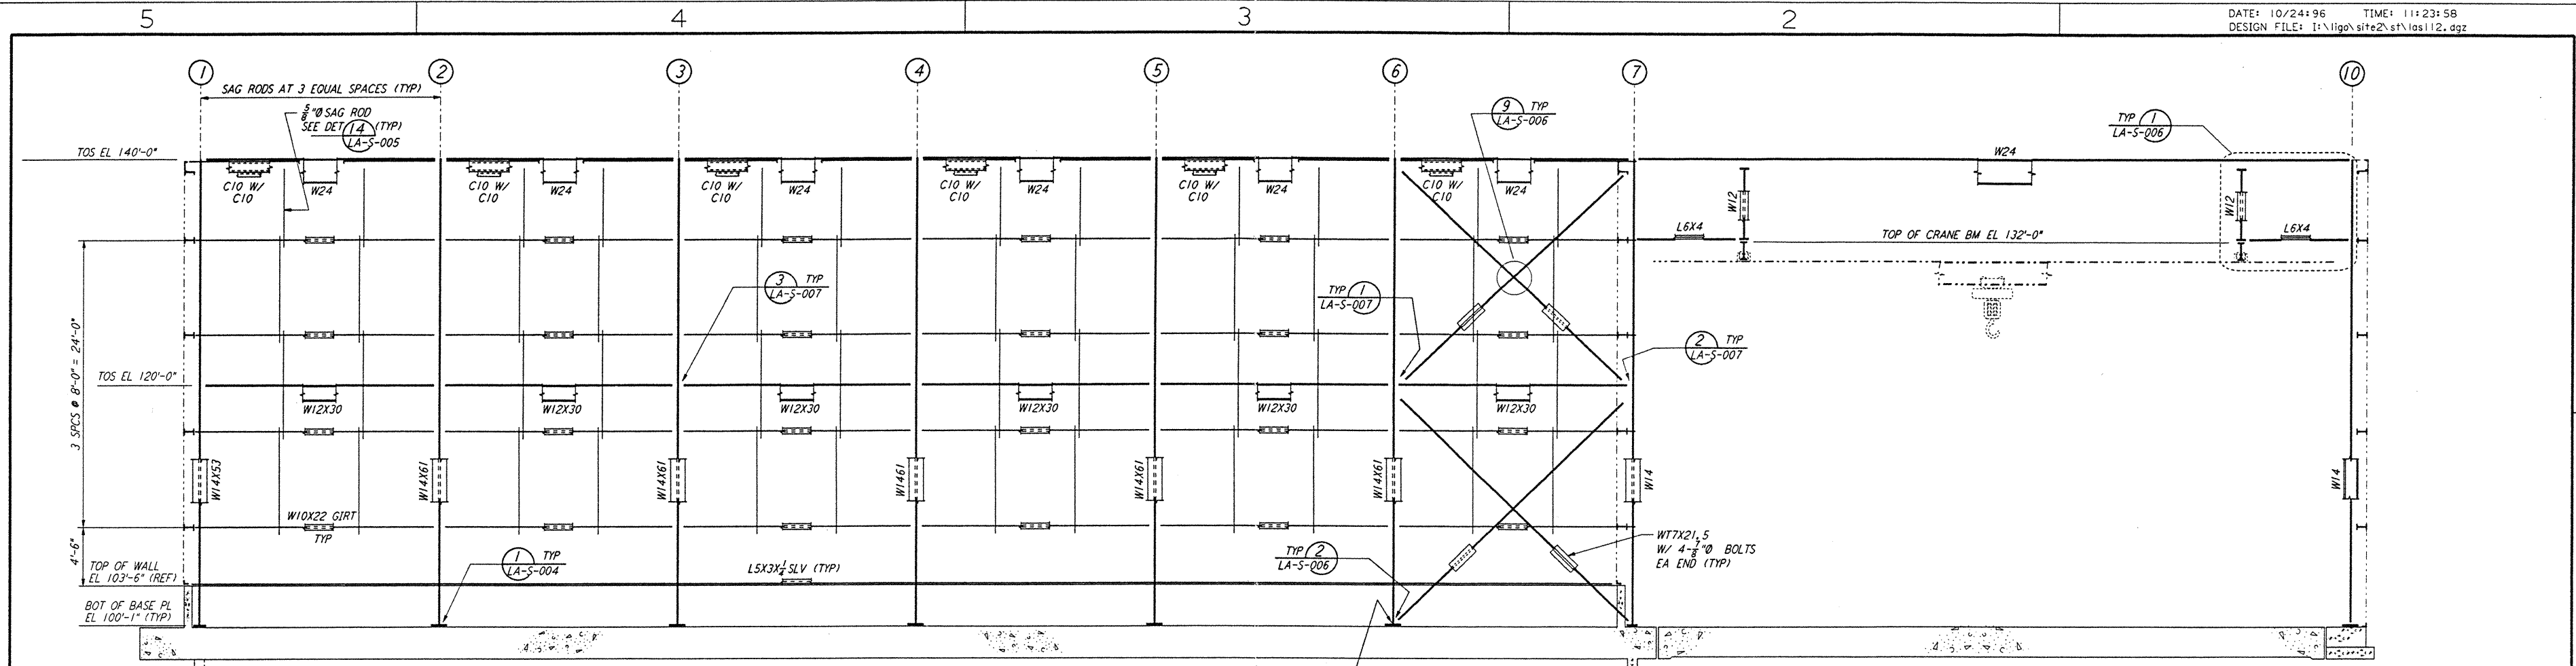 5 4 3 2
DATE: 10/24:96 TIME: 11:23:58
DESIGN FILE: I:\ligo\site2\st\las112.dgz
1 2 3 4 5 6 7 10
SAG RODS AT 3 EQUAL SPACES (TYP)
5/8"Ø SAG ROD
SEE DET 14 (TYP)
LA-S-005
9 TYP
LA-S-006
TYP 1
LA-S-006
TOS EL 140'-0"
W24
C10 W/
C10
W24
C10 W/
C10
W24
C10 W/
C10
W24
C10 W/
C10
W24
C10 W/
C10
W24
C10 W/
C10
W24
W12
W12
L6X4
TOP OF CRANE BM EL 132'-0"
L6X4
3 TYP
LA-S-007
TYP 1
LA-S-007
2 TYP
LA-S-007
3 SPCS @ 8'-0" = 24'-0"
TOS EL 120'-0"
W12X30 W12X30 W12X30 W12X30 W12X30 W12X30
W14X53 W14X61 W14X61 W1461 W14X61 W14X61 W14 W14
W10X22 GIRT
TYP
4'-6"
TOP OF WALL
EL 103'-6" (REF)
1 TYP
LA-S-004
L5X3X1/4 SLV (TYP)
TYP 2
LA-S-006
WT7X21.5
W/ 4-7/8"Ø BOLTS
EA END (TYP)
BOT OF BASE PL
EL 100'-1" (TYP)